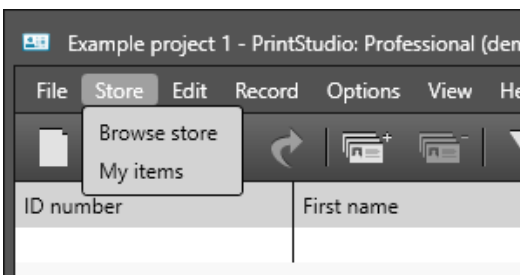 Example project 1 - PrintStudio: Professional
File Store Edit Record Options View
Browse store
My items
ID number First name